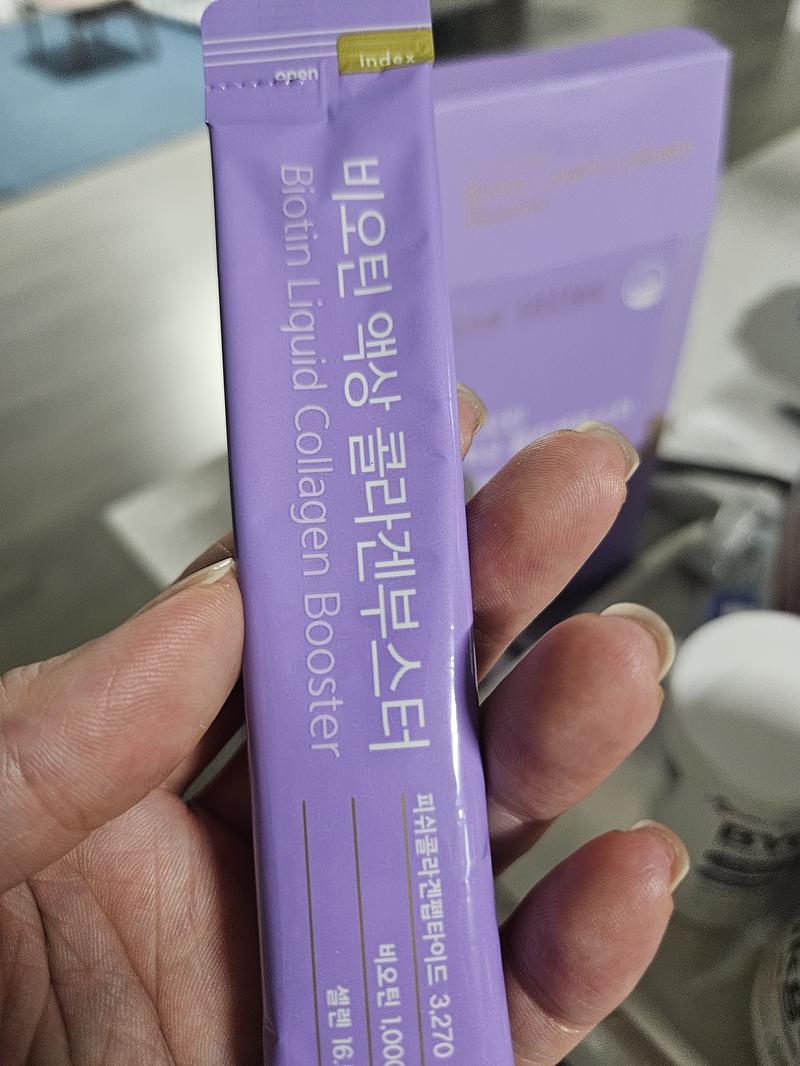 open
Index
비오틴 액상 콜라겐부스터
Biotin Liquid Collagen Booster
피쉬콜라겐펩타이드 3,270
비오틴 1,000
셀렌 16.